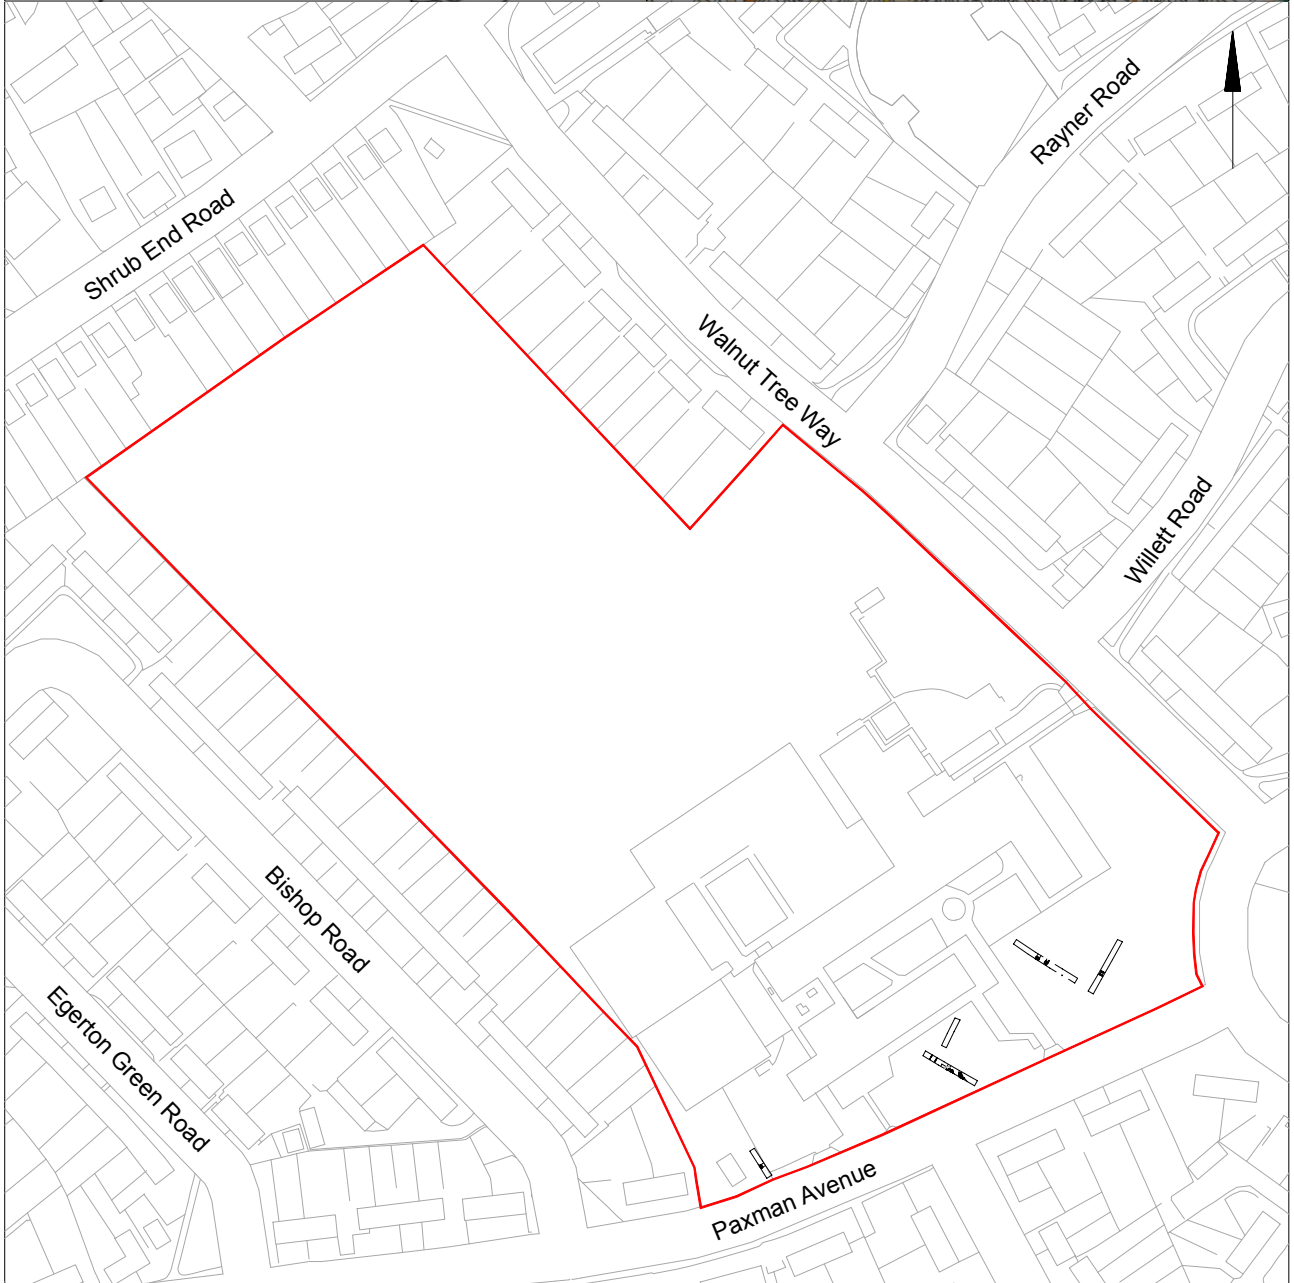 Rayner Road
Shrub End Road
Walnut Tree Way
Willett Road
Bishop Road
Egerton Green Road
Paxman Avenue